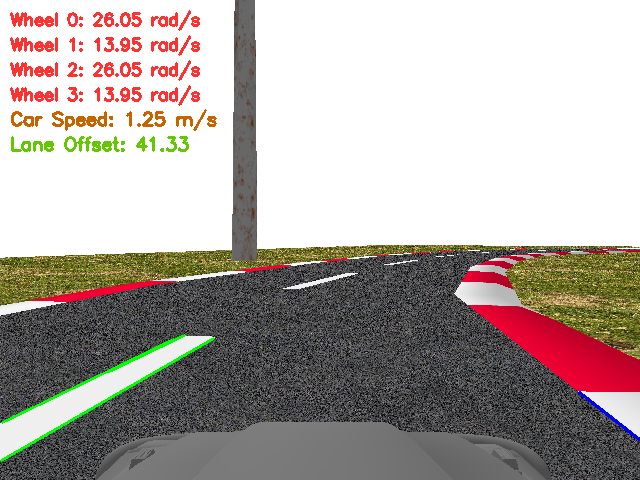 Wheel 0: 26.05 rad/s
Wheel 1: 13.95 rad/s
Wheel 2: 26.05 rad/s
Wheel 3: 13.95 rad/s
Car Speed: 1.25 m/s
Lane Offset: 41.33